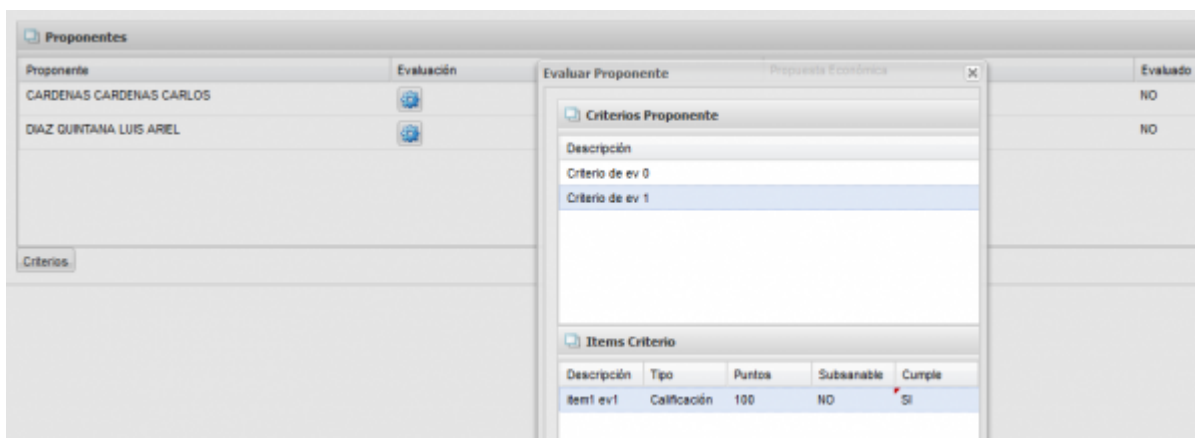 Proponentes
Proponente Evaluación Propuesta Económica Evaluado
CARDENAS CARDENAS CARLOS NO
DIAZ QUINTANA LUIS ARIEL NO
Criterios
Evaluar Proponente
Criterios Proponente
Descripción
Criterio de ev 0
Criterio de ev 1
Items Criterio
Descripción Tipo Puntos Subsanable Cumple
item1 ev1 Calificación 100 NO SI